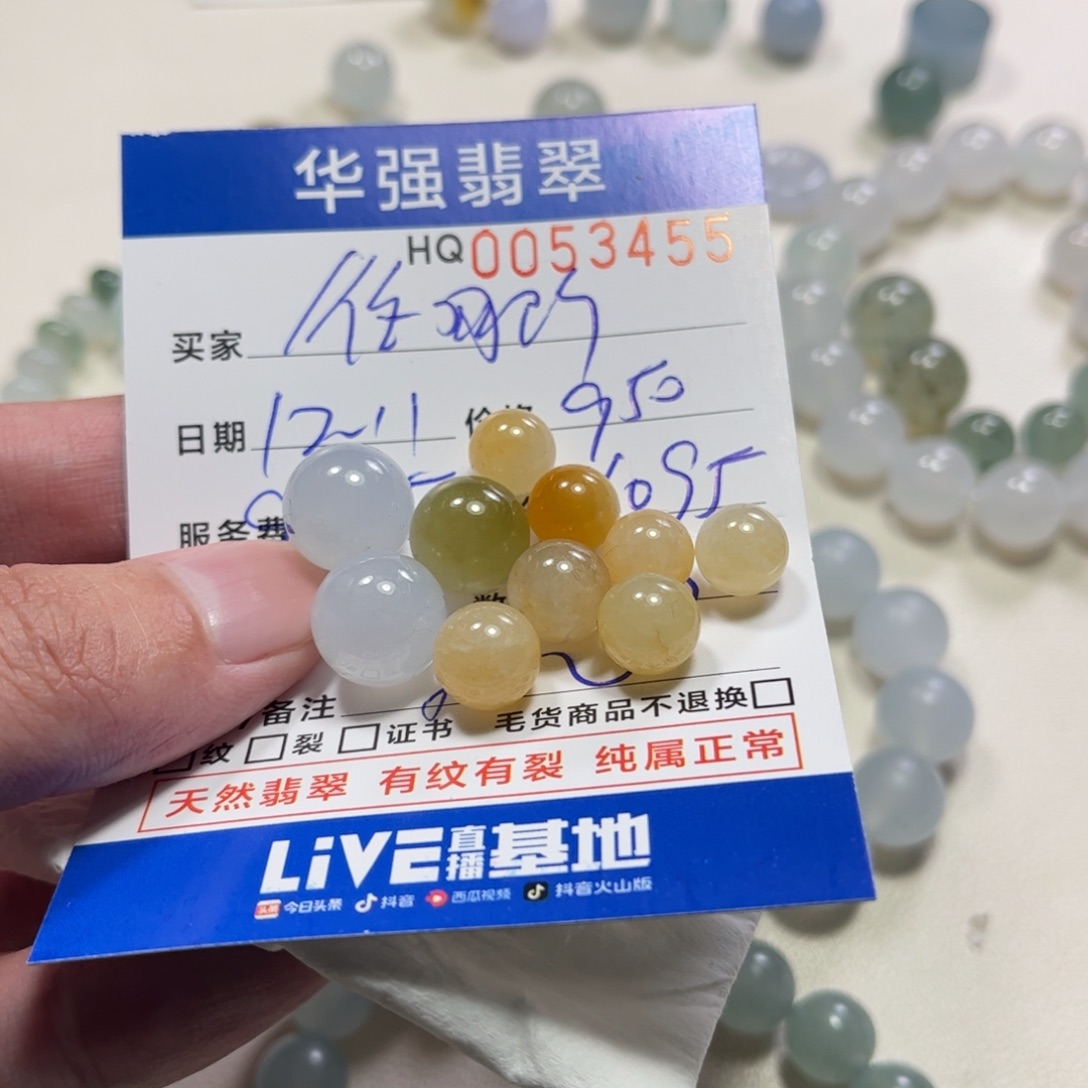 华强翡翠
HQ0053455
买家
日期 12-11 950
服务费 1095
备注
纹 裂 证书 毛货商品不退换
天然翡翠 有纹有裂 纯属正常
LiVE直播基地
头条 今日头条 抖音 西瓜视频 抖音火山版